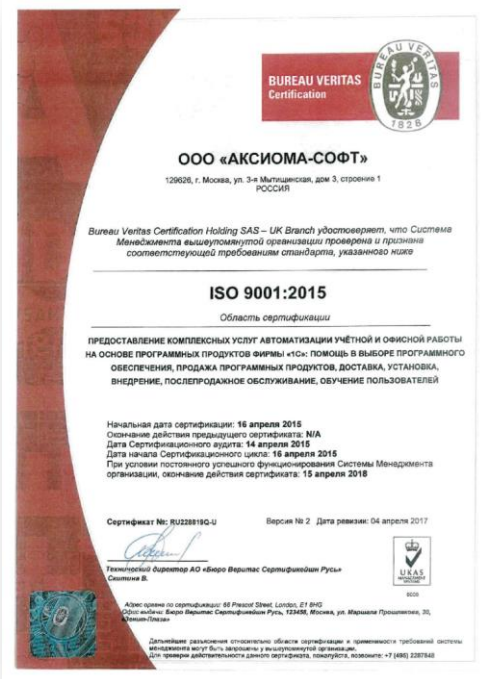 BUREAU VERITAS
Certification
BUREAU VERITAS
1828
ООО «АКСИОМА-СОФТ»
129626, г. Москва, ул. 3-я Мытищинская, дом 3, строение 1
РОССИЯ
Bureau Veritas Certification Holding SAS – UK Branch удостоверяет, что Система
Менеджмента вышеупомянутой организации проверена и признана
соответствующей требованиям стандарта, указанного ниже
ISO 9001:2015
Область сертификации
ПРЕДОСТАВЛЕНИЕ КОМПЛЕКСНЫХ УСЛУГ АВТОМАТИЗАЦИИ УЧЁТНОЙ И ОФИСНОЙ РАБОТЫ
НА ОСНОВЕ ПРОГРАММНЫХ ПРОДУКТОВ ФИРМЫ «1С»: ПОМОЩЬ В ВЫБОРЕ ПРОГРАММНОГО
ОБЕСПЕЧЕНИЯ, ПРОДАЖА ПРОГРАММНЫХ ПРОДУКТОВ, ДОСТАВКА, УСТАНОВКА,
ВНЕДРЕНИЕ, ПОСЛЕПРОДАЖНОЕ ОБСЛУЖИВАНИЕ, ОБУЧЕНИЕ ПОЛЬЗОВАТЕЛЕЙ
Начальная дата сертификации: 16 апреля 2015
Окончание действия предыдущего сертификата: N/A
Дата Сертификационного аудита: 14 апреля 2015
Дата начала Сертификационного цикла: 16 апреля 2015
При условии постоянного успешного функционирования Системы Менеджмента
организации, окончание действия сертификата: 15 апреля 2018
Сертификат №: RU228819Q-U Версия № 2 Дата ревизии: 04 апреля 2017
Технический директор АО «Бюро Веритас Сертификейшн Русь»
В.
UKAS
MANAGEMENT
SYSTEMS
Адрес органа по сертификации: 66 Prescot Street, London, E1 8HG
Офис выдачи: Бюро Веритас Сертификейшн Русь, Москва, ул. Маршала Прошлякова, 30,
«Зенит-Плаза»
Дальнейшие разъяснения относительно области сертификации и применимости требований системы
менеджмента могут быть запрошены у вышеупомянутой организации.
Для проверки действительности данного сертификата, пожалуйста, позвоните: +7 (495)